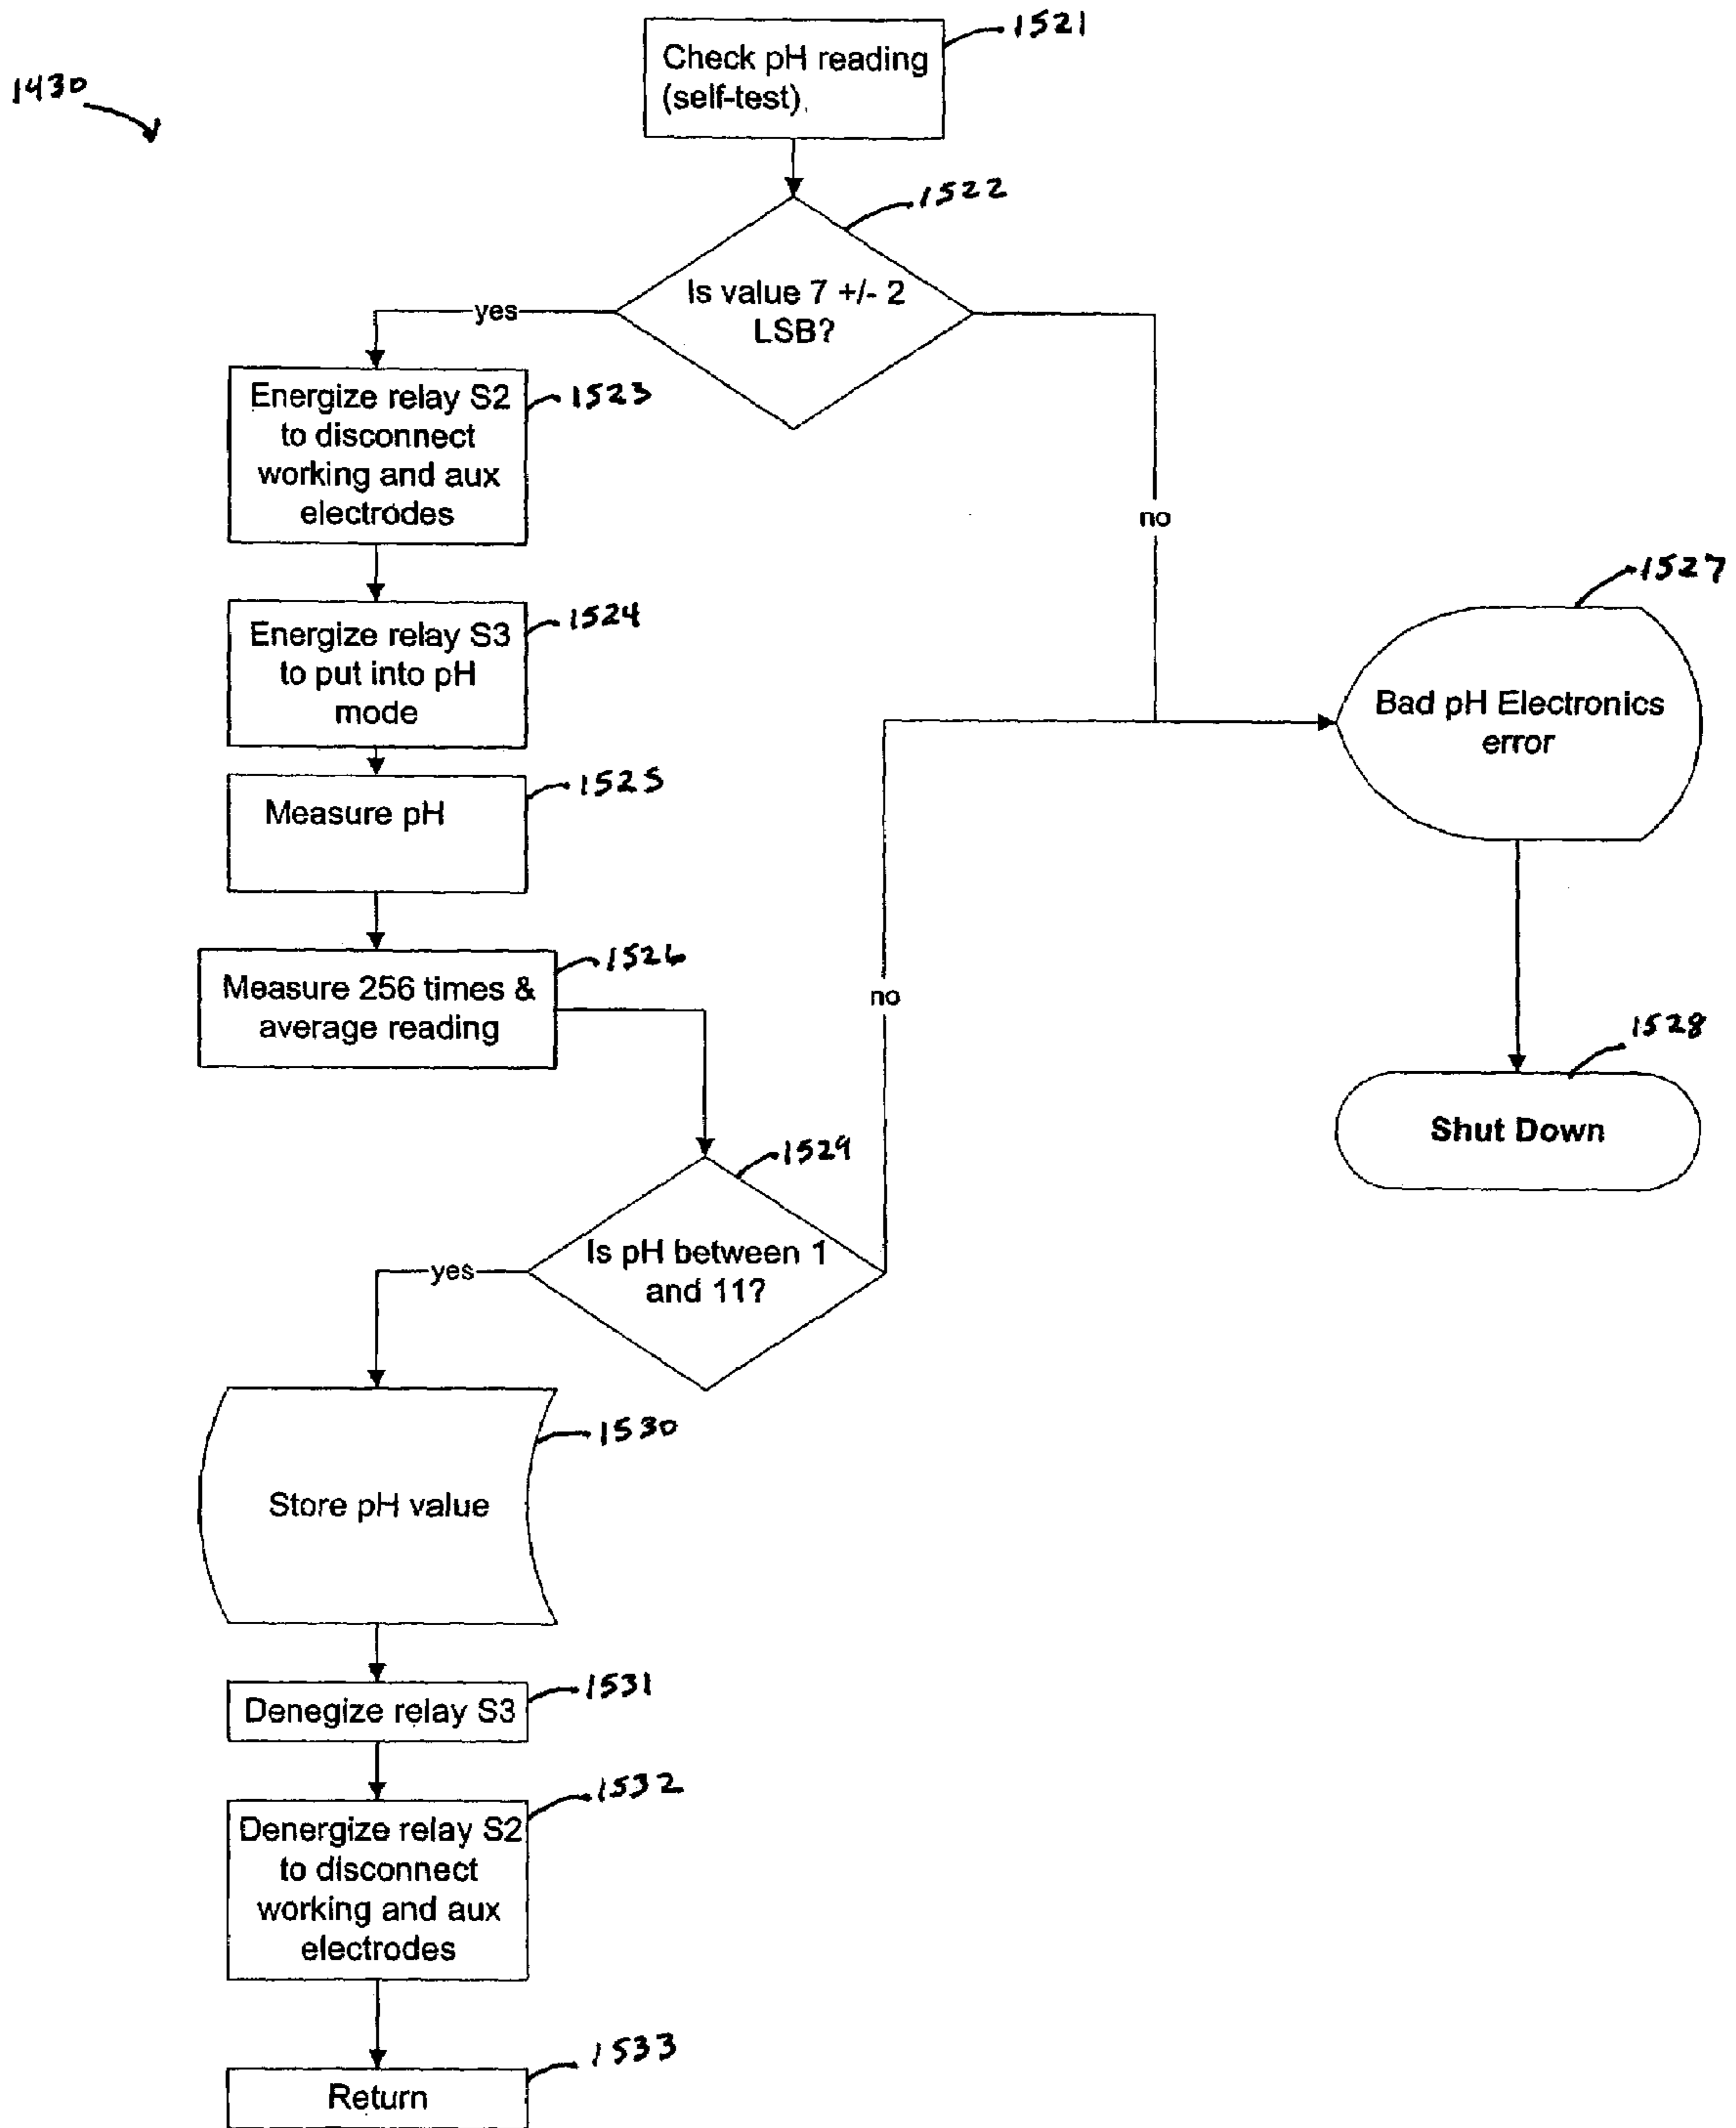 1430
1521
Check pH reading
(self-test)
1522
Is value 7 +/- 2
LSB?
yes
no
Energize relay S2
to disconnect
working and aux
electrodes
1523
Energize relay S3
to put into pH
mode
1524
Measure pH
1525
Measure 256 times &
average reading
1526
no
1527
Bad pH Electronics
error
1528
Shut Down
1529
Is pH between 1
and 11?
yes
Store pH value
1530
Denegize relay S3
1531
Denergize relay S2
to disconnect
working and aux
electrodes
1532
Return
1533